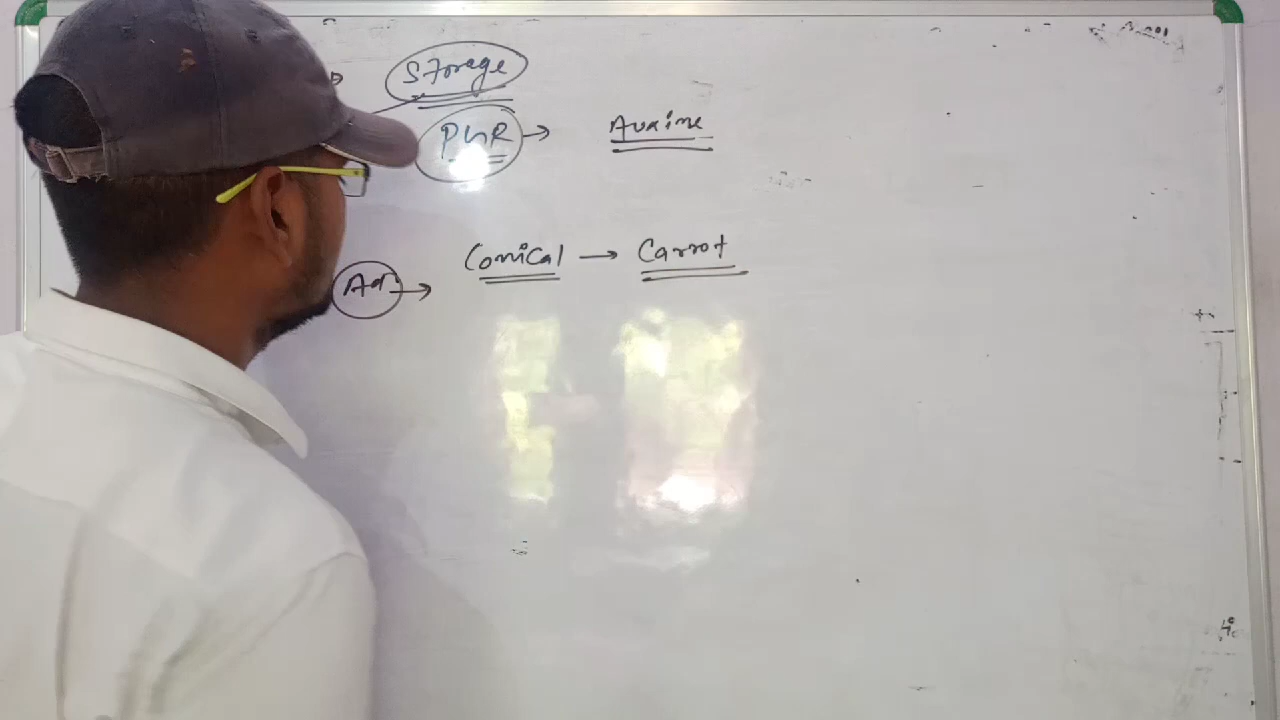 Storage
PGR → Auxine
Conical → Carrot